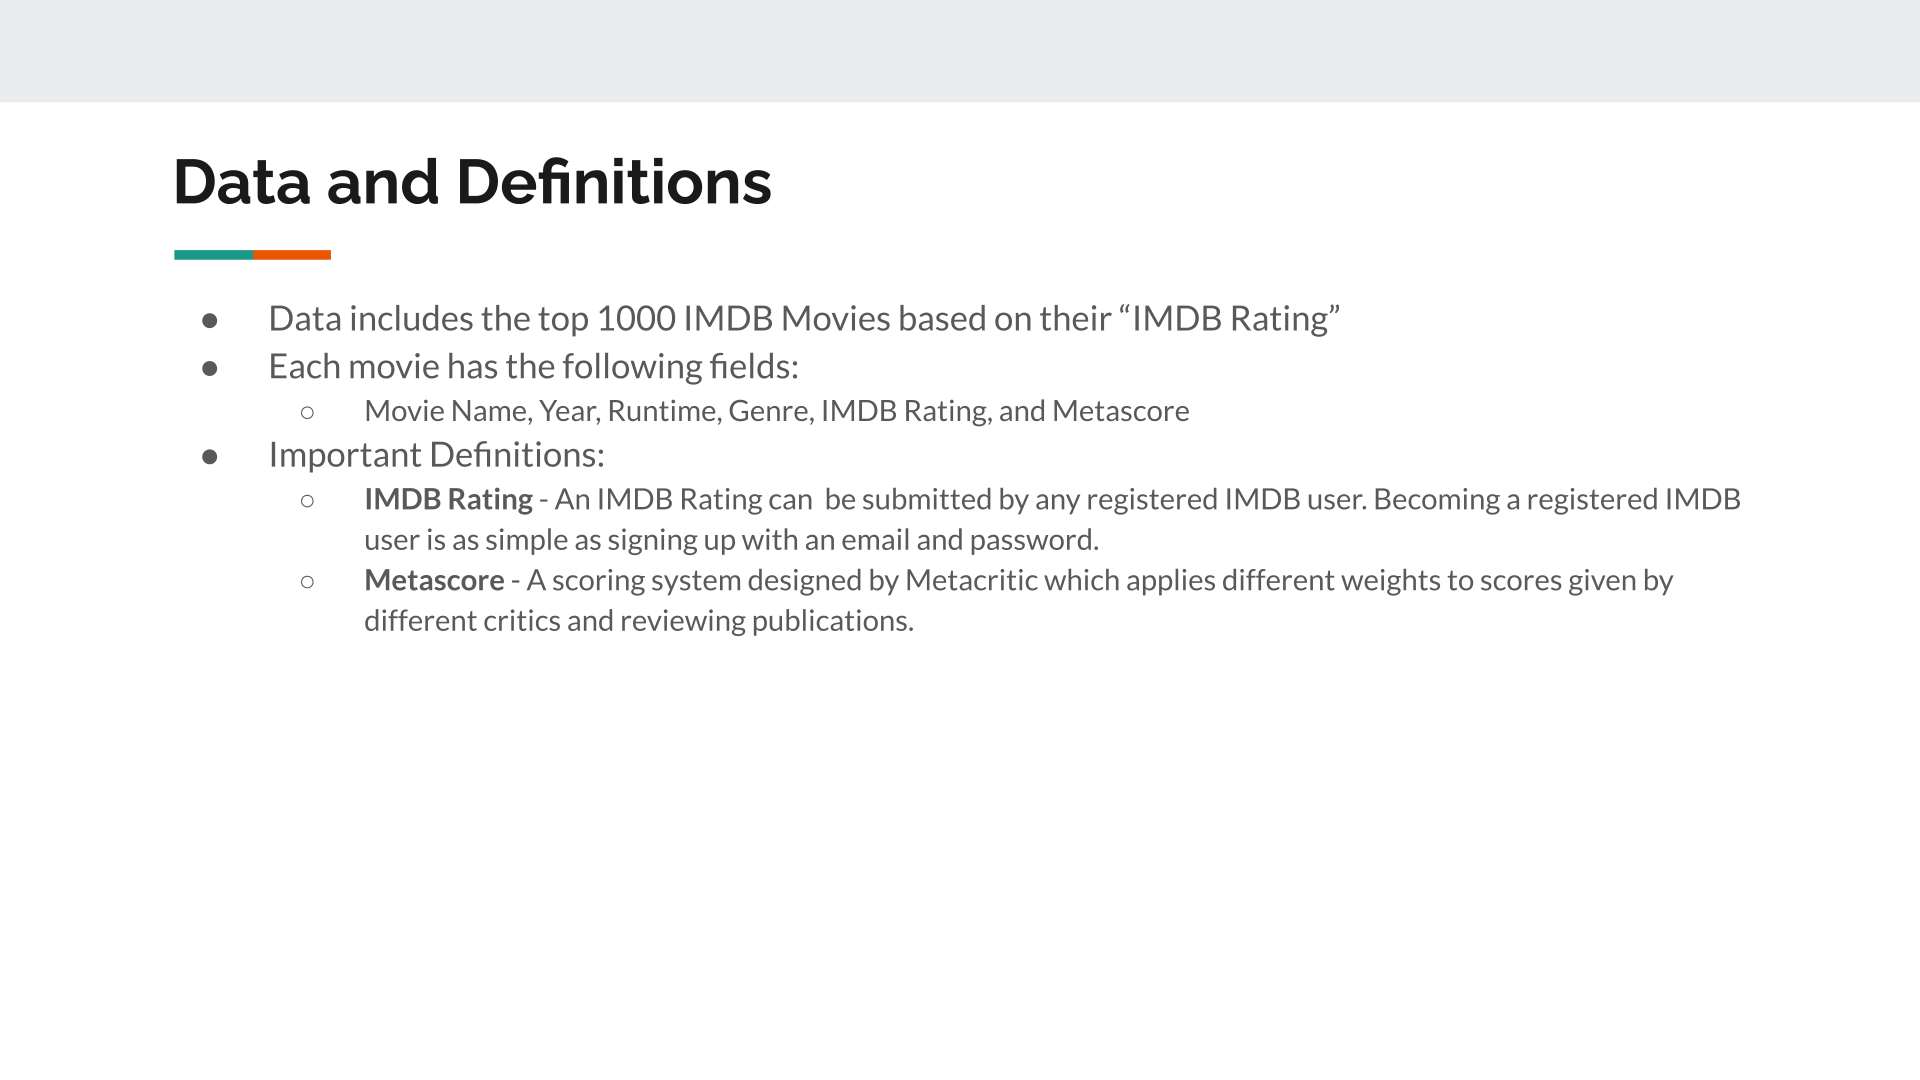 Data and Definitions
● Data includes the top 1000 IMDB Movies based on their “IMDB Rating”
● Each movie has the following fields:
○ Movie Name, Year, Runtime, Genre, IMDB Rating, and Metascore
● Important Definitions:
○ IMDB Rating - An IMDB Rating can  be submitted by any registered IMDB user. Becoming a registered IMDB
user is as simple as signing up with an email and password.
○ Metascore - A scoring system designed by Metacritic which applies different weights to scores given by
different critics and reviewing publications.